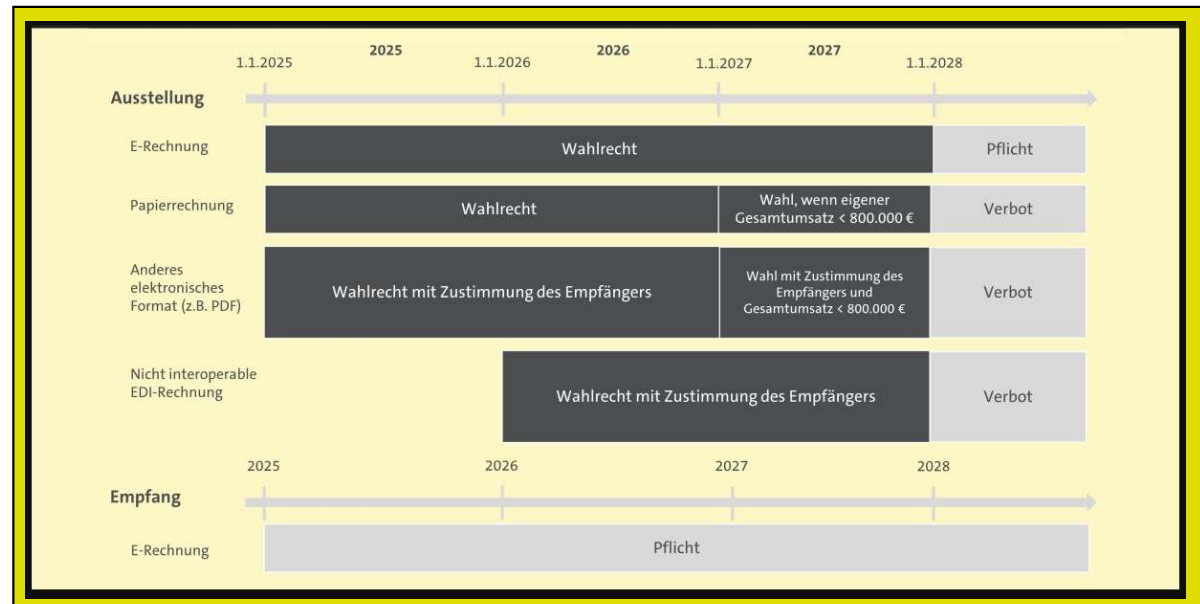 2025 2026 2027
1.1.2025 1.1.2026 1.1.2027 1.1.2028
Ausstellung
E-Rechnung
Wahlrecht
Pflicht
Papierrechnung
Wahlrecht
Wahl, wenn eigener
Gesamtumsatz < 800.000 €
Verbot
Anderes
elektronisches
Format (z.B. PDF)
Wahlrecht mit Zustimmung des Empfängers
Wahl mit Zustimmung des
Empfängers und
Gesamtumsatz < 800.000 €
Verbot
Nicht interoperable
EDI-Rechnung
Wahlrecht mit Zustimmung des Empfängers
Verbot
2025 2026 2027 2028
Empfang
E-Rechnung
Pflicht